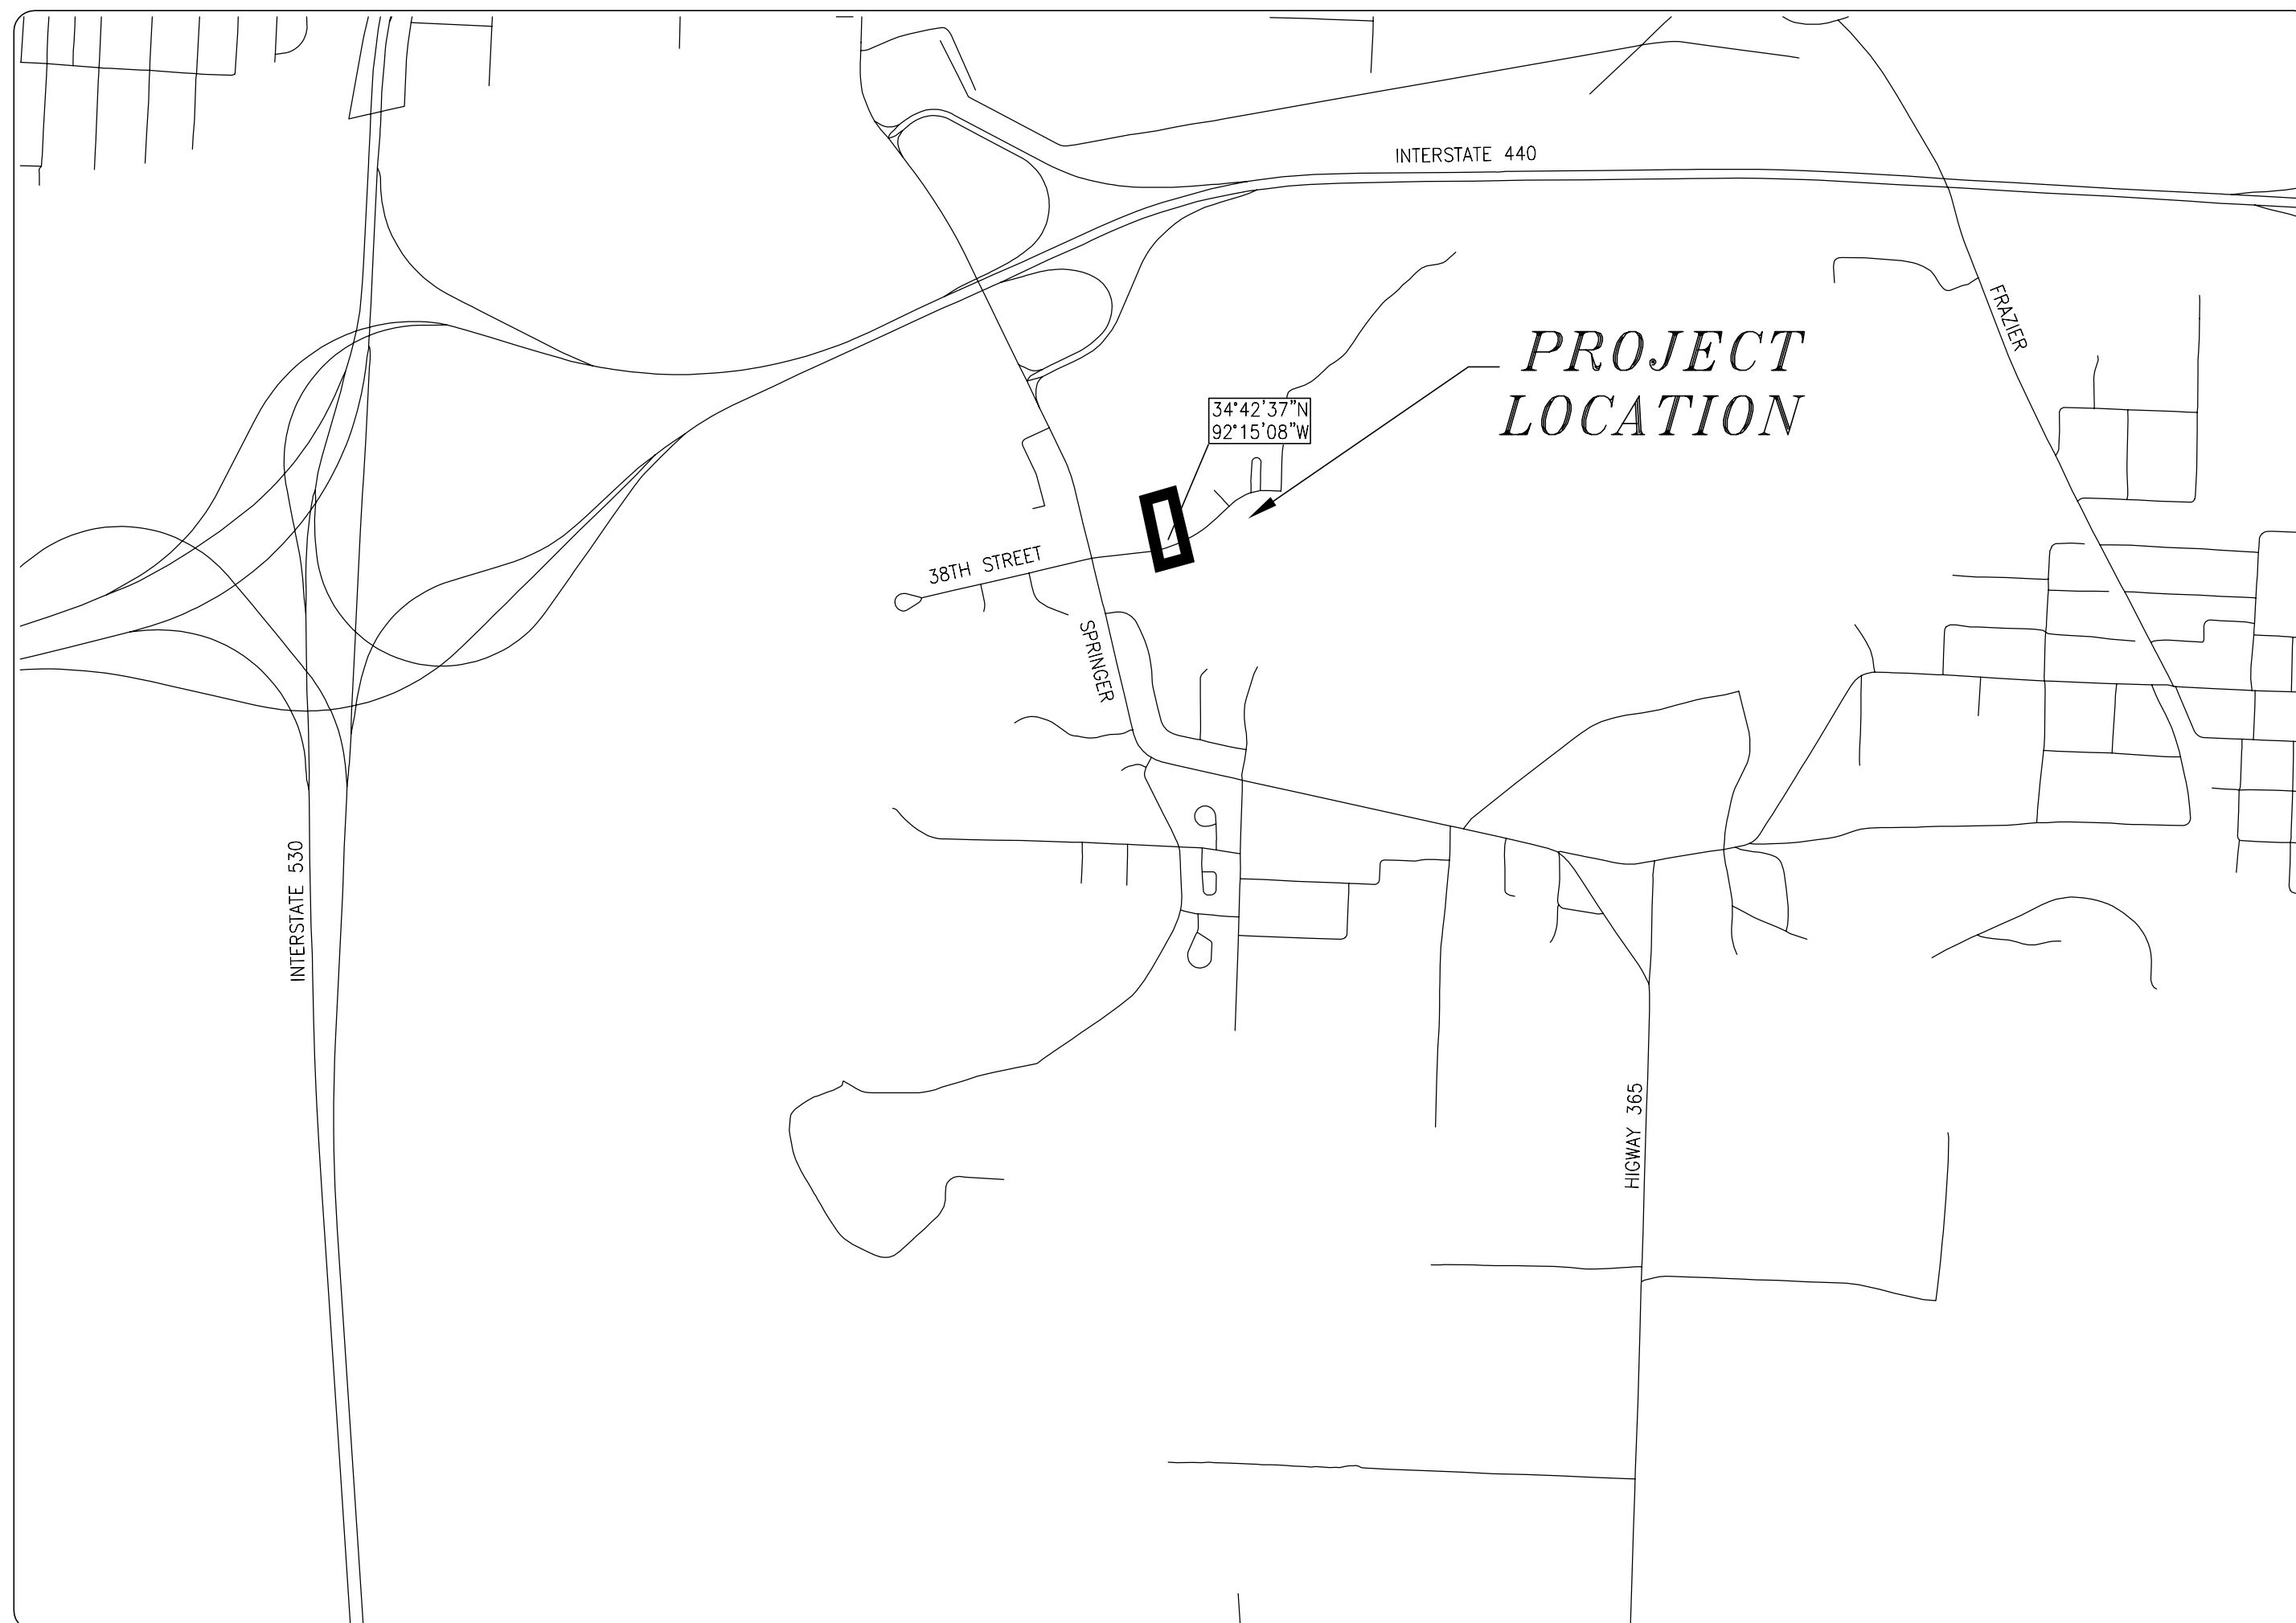 INTERSTATE 440
FRAZIER
PROJECT
LOCATION
34°42'37"N
92°15'08"W
38TH STREET
SPRINGER
INTERSTATE 530
HIGWAY 365